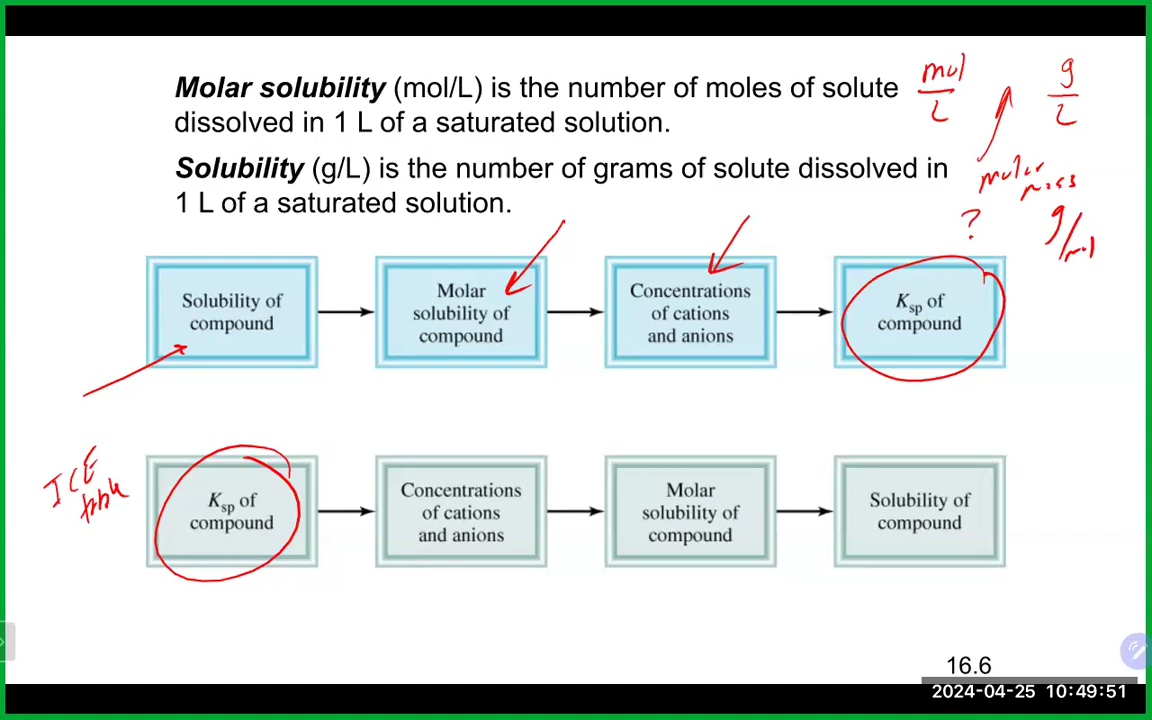 Molar solubility (mol/L) is the number of moles of solute
dissolved in 1 L of a saturated solution.
Solubility (g/L) is the number of grams of solute dissolved in
1 L of a saturated solution.
mol
L
g
L
molar
mass
?
g/mol
Solubility of
compound
Molar
solubility of
compound
Concentrations
of cations
and anions
Ksp of
compound
ICE
table
Ksp of
compound
Concentrations
of cations
and anions
Molar
solubility of
compound
Solubility of
compound
16.6
2024-04-25 10:49:51